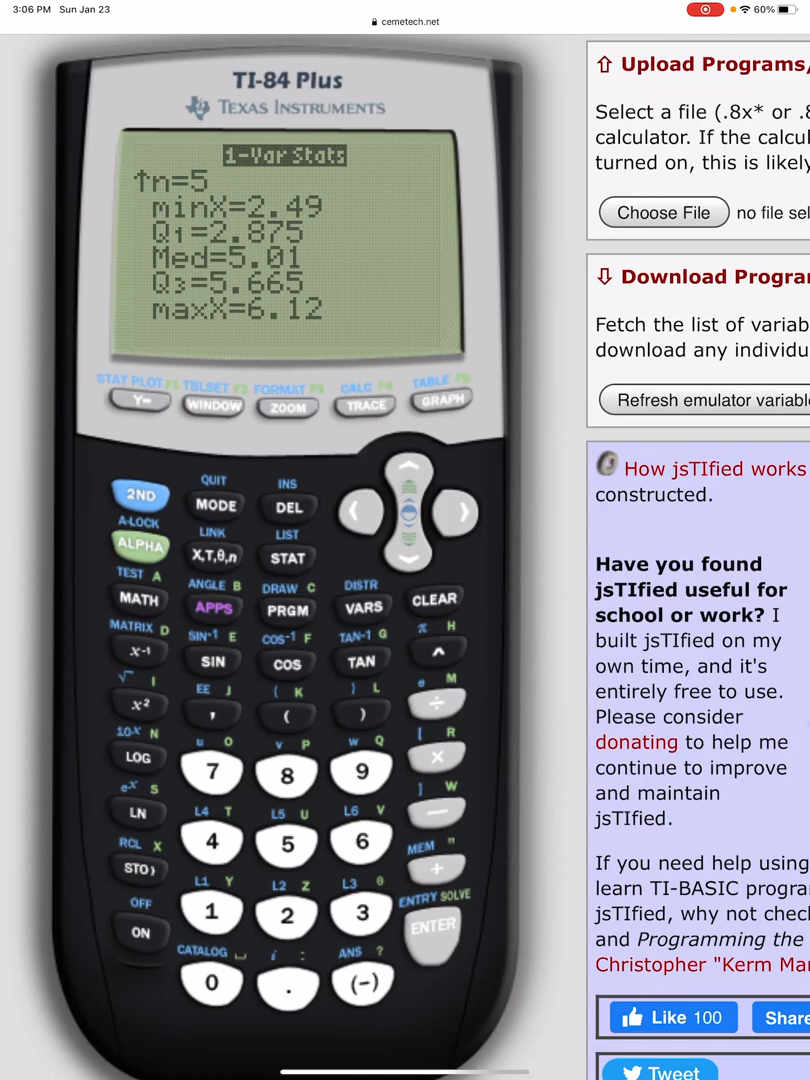 3:06 PM Sun Jan 23
60%
cemetech.net
TI-84 Plus
TEXAS INSTRUMENTS
1-Var Stats
↑n=5
minX=2.49
Q₁=2.875
Med=5.01
Q₃=5.665
maxX=6.12
STAT PLOT F1 TBLSET F2 FORMAT F3 CALC F4 TABLE F5
Y= WINDOW ZOOM TRACE GRAPH
QUIT INS
2ND MODE DEL
A-LOCK LINK LIST
ALPHA X,T,θ,n STAT
TEST A ANGLE B DRAW C DISTR
MATH APPS PRGM VARS CLEAR
MATRIX D SIN⁻¹ E COS⁻¹ F TAN⁻¹ G π H
x⁻¹ SIN COS TAN ^
√ I EE J { K } L e M
x² , ( ) ÷
10ˣ N u O v P w Q [ R
LOG 7 8 9 ×
eˣ S L4 T L5 U L6 V ] W
LN 4 5 6 −
RCL X L1 Y L2 Z L3 θ MEM "
STO⟩ 1 2 3 +
OFF CATALOG ⎵ i : ANS ? ENTRY SOLVE
ON 0 . (-) ENTER
⇧ Upload Programs/
Select a file (.8x* or .8
calculator. If the calcul
turned on, this is likely
Choose File no file sel
⇩ Download Progra
Fetch the list of variab
download any individu
Refresh emulator variabl
How jsTIfied works
constructed.
Have you found
jsTIfied useful for
school or work? I
built jsTIfied on my
own time, and it's
entirely free to use.
Please consider
donating to help me
continue to improve
and maintain
jsTIfied.
If you need help using
learn TI-BASIC progra
jsTIfied, why not chec
and Programming the
Christopher "Kerm Ma
Like 100 Share
Tweet